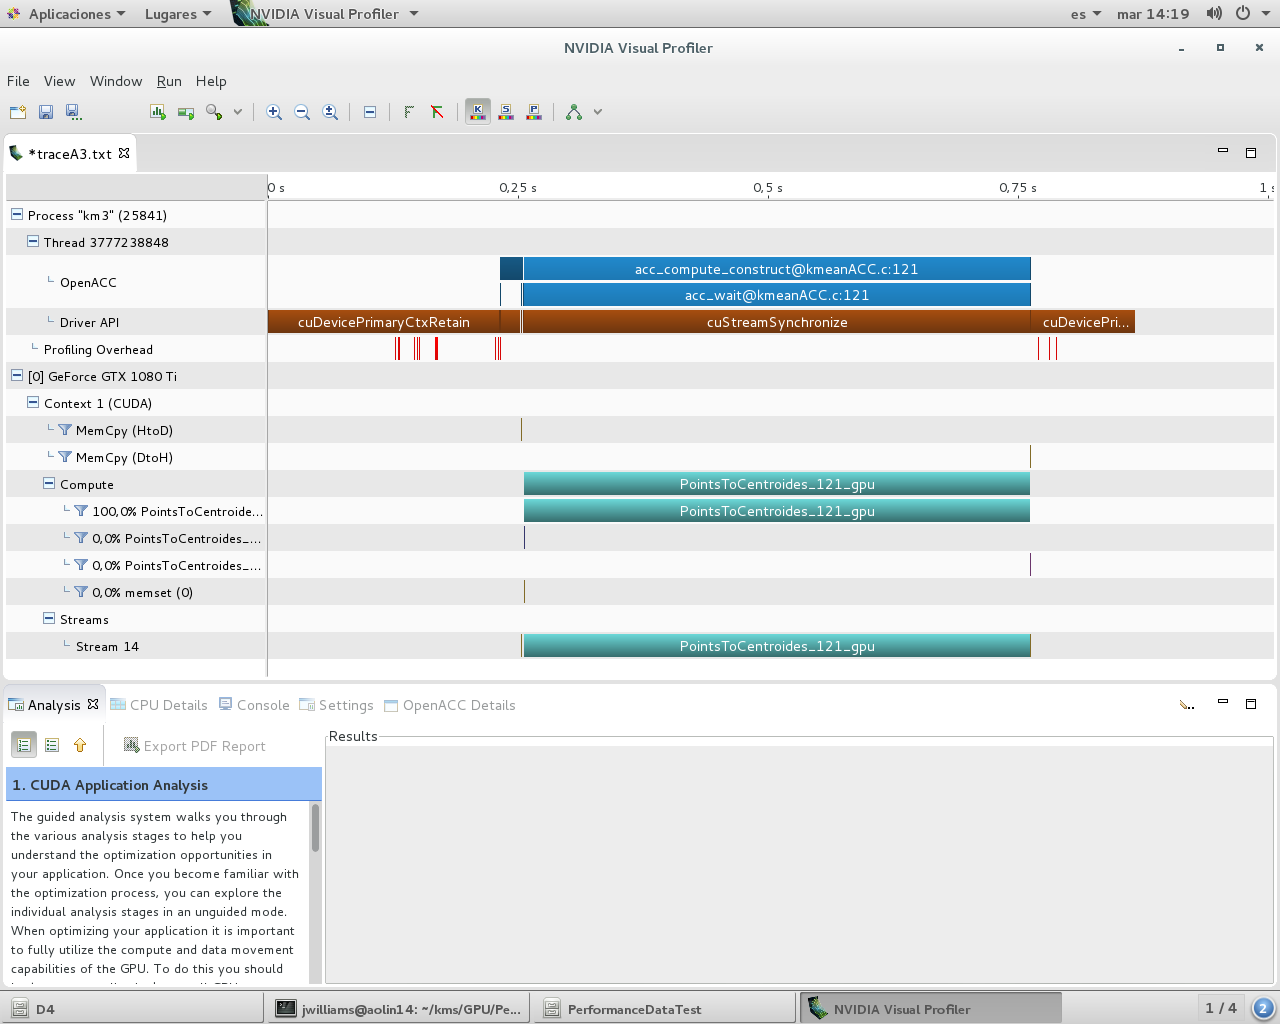 Aplicaciones Lugares NVIDIA Visual Profiler es mar 14:19
NVIDIA Visual Profiler
File View Window Run Help
*traceA3.txt
0 s 0,25 s 0,5 s 0,75 s 1 s
Process "km3" (25841)
Thread 3777238848
OpenACC
acc_compute_construct@kmeanACC.c:121
acc_wait@kmeanACC.c:121
Driver API cuDevicePrimaryCtxRetain cuStreamSynchronize cuDevicePri...
Profiling Overhead
[0] GeForce GTX 1080 Ti
Context 1 (CUDA)
MemCpy (HtoD)
MemCpy (DtoH)
Compute PointsToCentroides_121_gpu
100,0% PointsToCentroide... PointsToCentroides_121_gpu
0,0% PointsToCentroides_...
0,0% PointsToCentroides_...
0,0% memset (0)
Streams
Stream 14 PointsToCentroides_121_gpu
Analysis CPU Details Console Settings OpenACC Details
Export PDF Report
Results
1. CUDA Application Analysis
The guided analysis system walks you through
the various analysis stages to help you
understand the optimization opportunities in
your application. Once you become familiar with
the optimization process, you can explore the
individual analysis stages in an unguided mode.
When optimizing your application it is important
to fully utilize the compute and data movement
capabilities of the GPU. To do this you should
D4 jwilliams@aolin14: ~/kms/GPU/Pe... PerformanceDataTest NVIDIA Visual Profiler 1 / 4 2